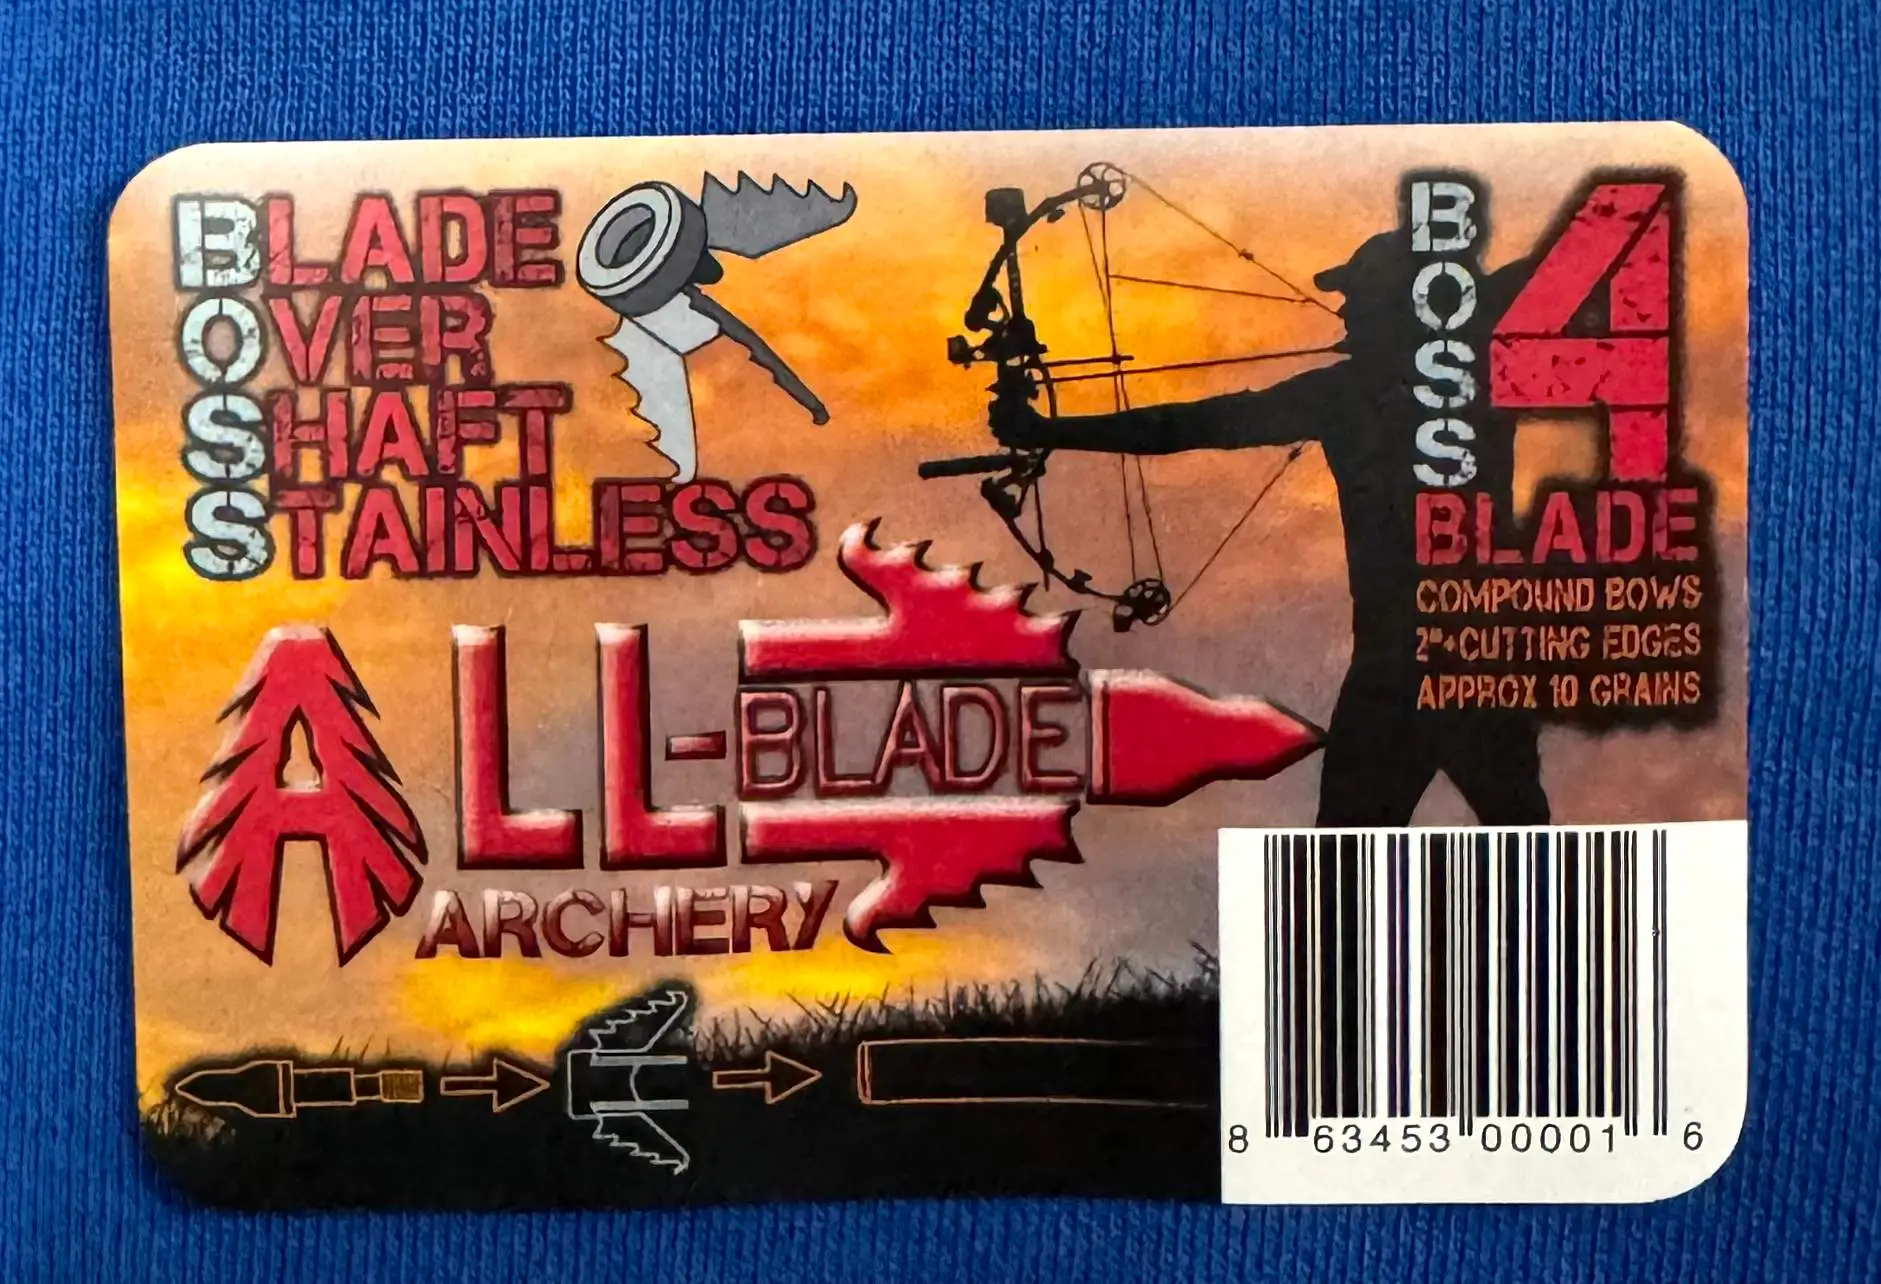 BLADE
OVER
SHAFT
STAINLESS
BOSS
4
BLADE
COMPOUND BOWS
2"+CUTTING EDGES
APPROX 10 GRAINS
ALL-BLADE
ARCHERY
8 63453 00001 6